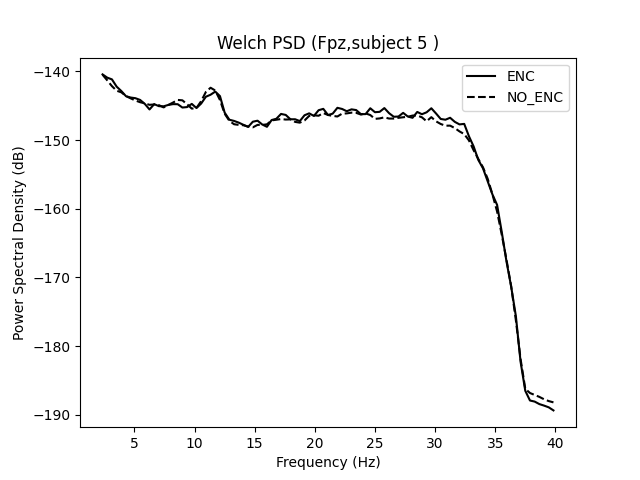 Welch PSD (Fpz,subject 5 )
ENC
NO_ENC
Power Spectral Density (dB)
−140
−150
−160
−170
−180
−190
5 10 15 20 25 30 35 40
Frequency (Hz)